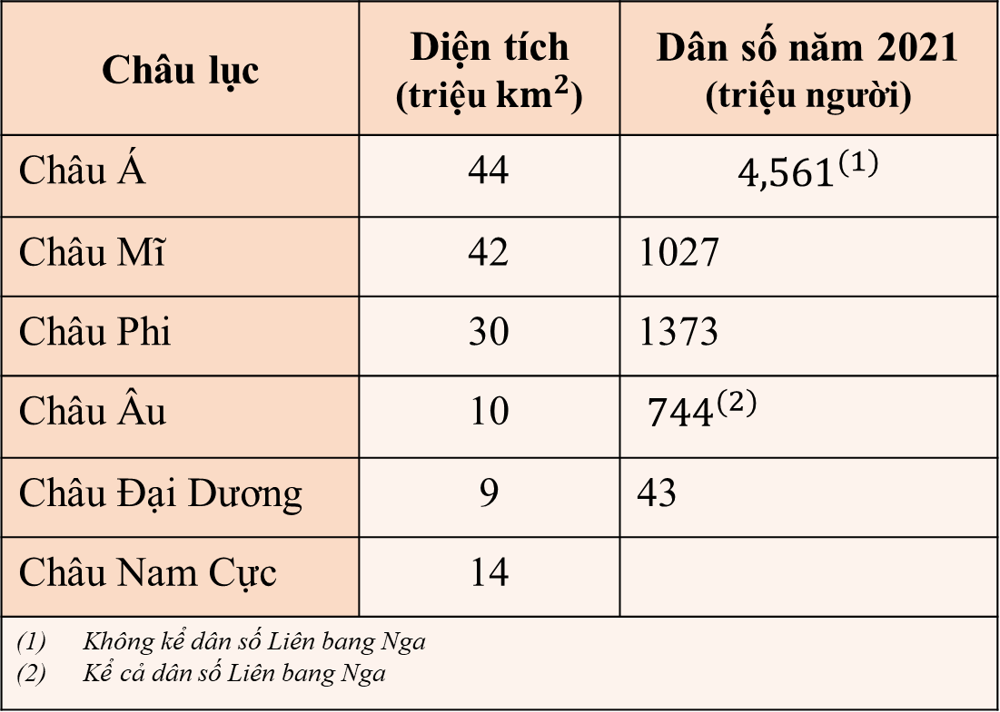 Châu lục
Diện tích
(triệu km²)
Dân số năm 2021
(triệu người)
Châu Á 44 4,561⁽¹⁾
Châu Mĩ 42 1027
Châu Phi 30 1373
Châu Âu 10 744⁽²⁾
Châu Đại Dương 9 43
Châu Nam Cực 14
(1) Không kể dân số Liên bang Nga
(2) Kể cả dân số Liên bang Nga